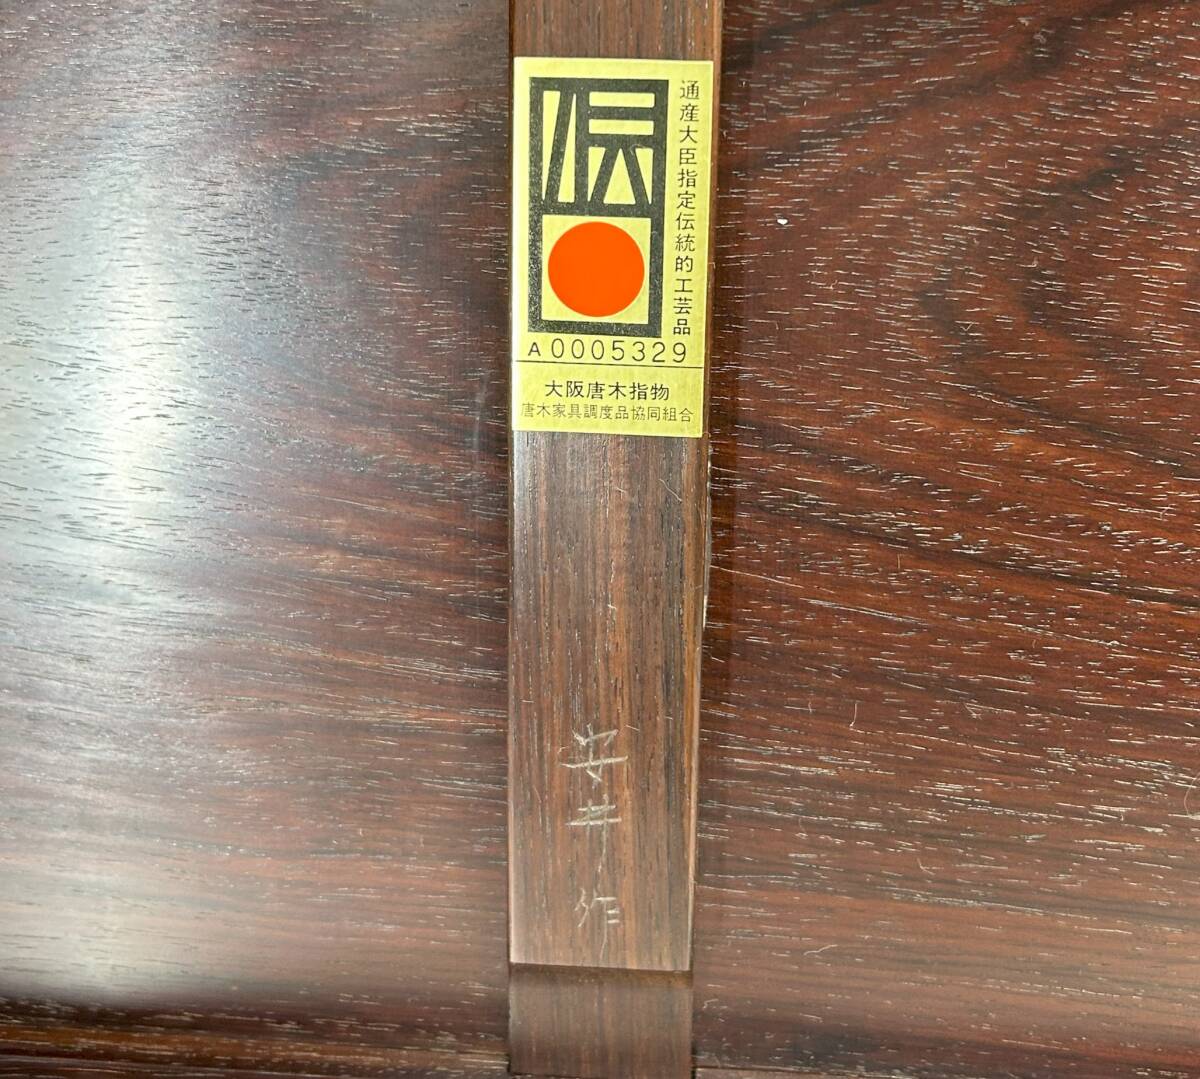 伝
通産大臣指定伝統的工芸品
A0005329
大阪唐木指物
唐木家具調度品協同組合
安井作